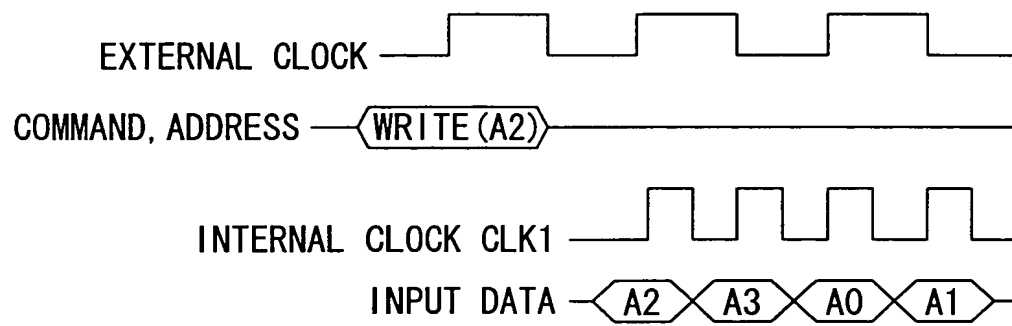 EXTERNAL CLOCK
COMMAND, ADDRESS WRITE(A2)
INTERNAL CLOCK CLK1
INPUT DATA A2 A3 A0 A1